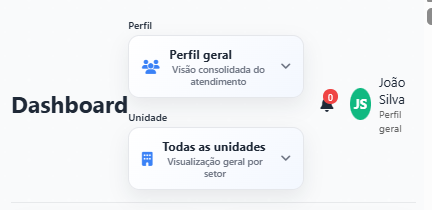 Perfil
Perfil geral
Visão consolidada do
atendimento
Dashboard
Unidade
Todas as unidades
Visualização geral por
setor
0
JS
João
Silva
Perfil
geral